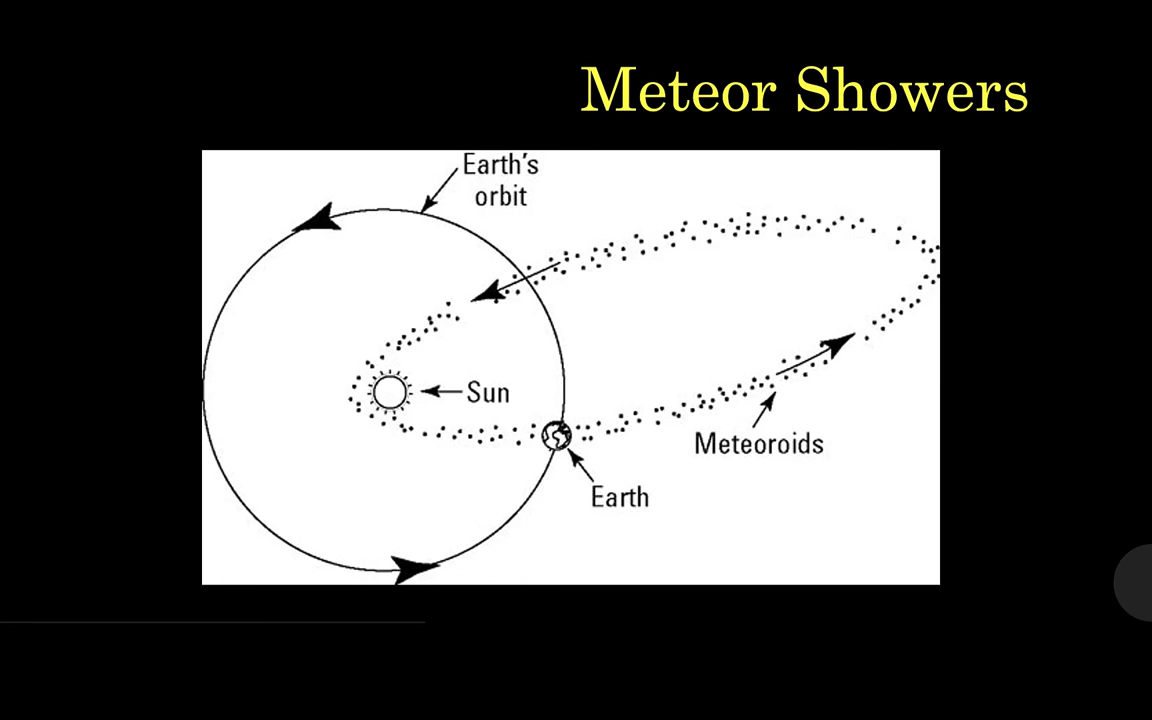 Meteor Showers
Earth's
orbit
Sun
Meteoroids
Earth